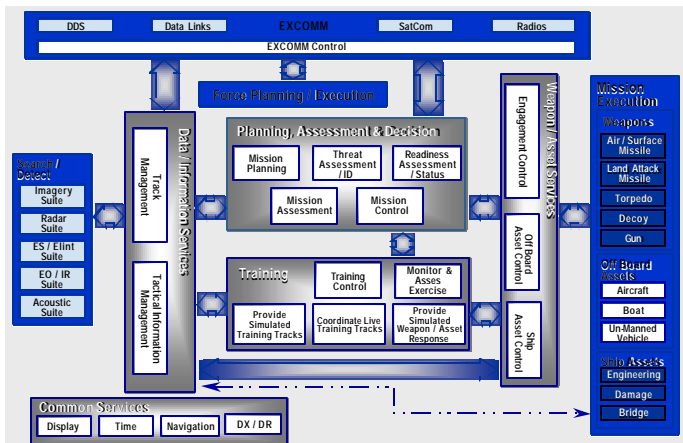 DDS
Data Links
EXCOMM
SatCom
Radios
EXCOMM Control
Force Planning / Execution
Search /
Detect
Imagery
Suite
Radar
Suite
ES / Elint
Suite
EO / IR
Suite
Acoustic
Suite
Data / Information Services
Track
Management
Tactical Information
Management
Planning, Assessment & Decision
Mission
Planning
Threat
Assessment
/ ID
Readiness
Assessment
/ Status
Mission
Assessment
Mission
Control
Training
Training
Control
Monitor &
Asses
Exercise
Provide
Simulated
Training Tracks
Coordinate Live
Training Tracks
Provide
Simulated
Weapon / Asset
Response
Weapon / Asset Services
Engagement Control
Off Board
Asset Control
Ship
Asset Control
Mission
Execution
Weapons
Air / Surface
Missile
Land Attack
Missile
Torpedo
Decoy
Gun
Off Board
Assets
Aircraft
Boat
Un-Manned
Vehicle
Ship Assets
Engineering
Damage
Bridge
Common Services
Display
Time
Navigation
DX / DR